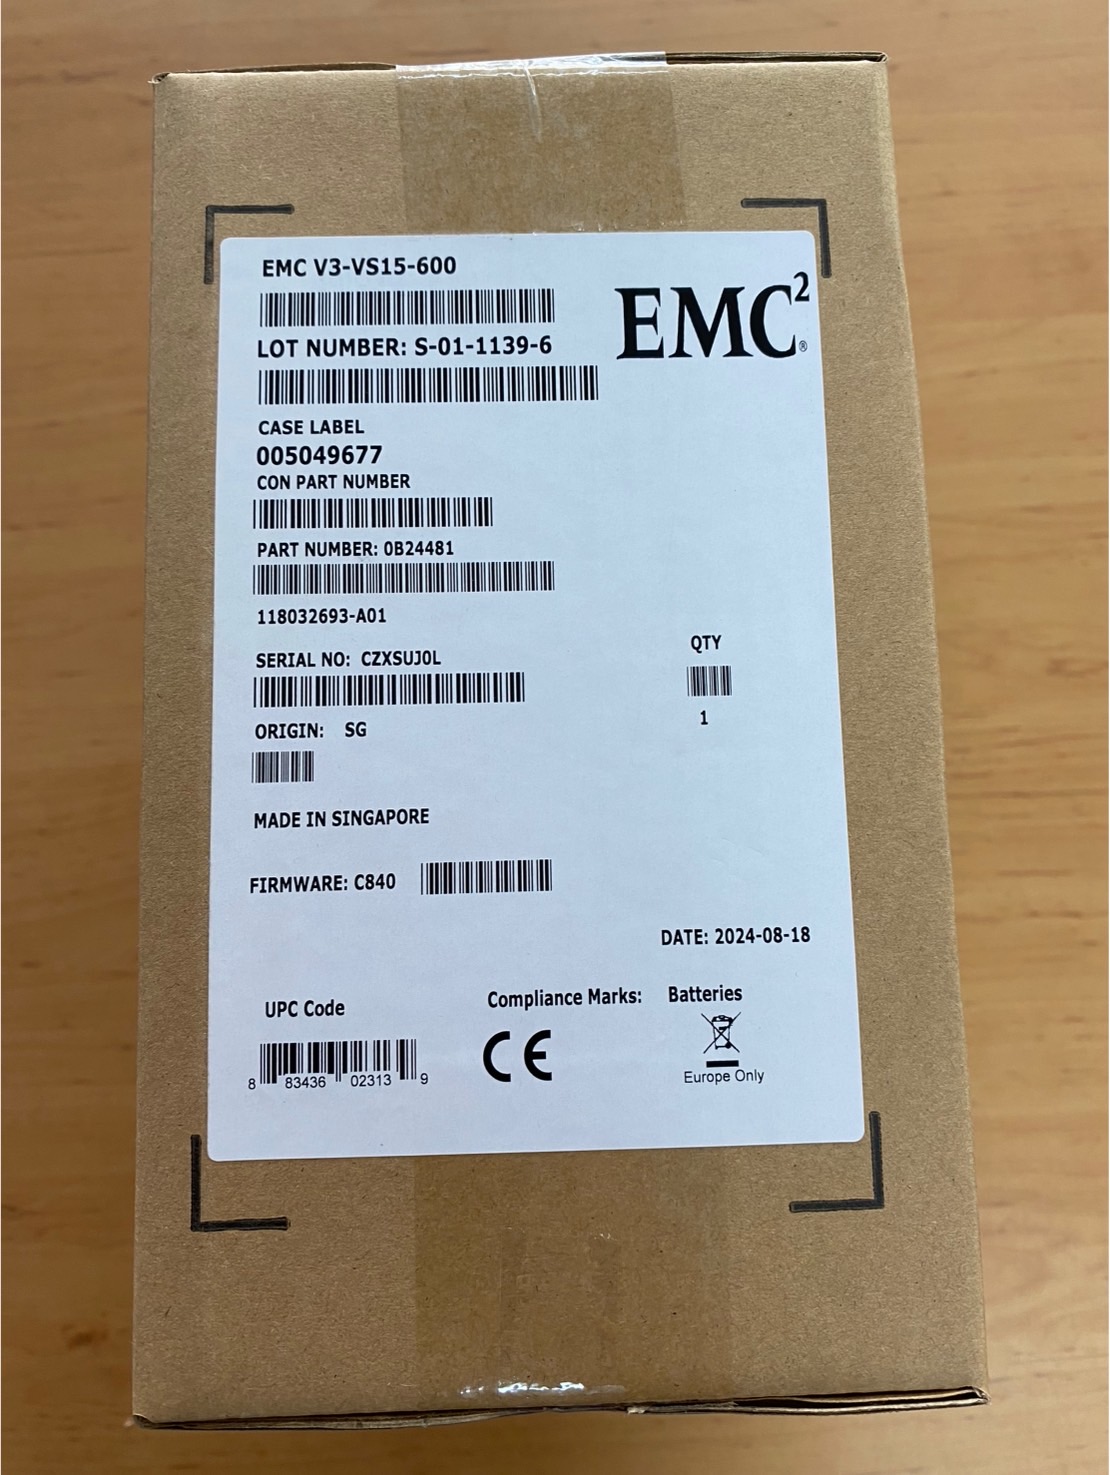 EMC V3-VS15-600
EMC²®
LOT NUMBER: S-01-1139-6
CASE LABEL
005049677
CON PART NUMBER
PART NUMBER: 0B24481
118032693-A01
SERIAL NO: CZXSUJ0L
QTY
1
ORIGIN: SG
MADE IN SINGAPORE
FIRMWARE: C840
DATE: 2024-08-18
UPC Code
8 83436 02313 9
Compliance Marks:
CE
Batteries
Europe Only